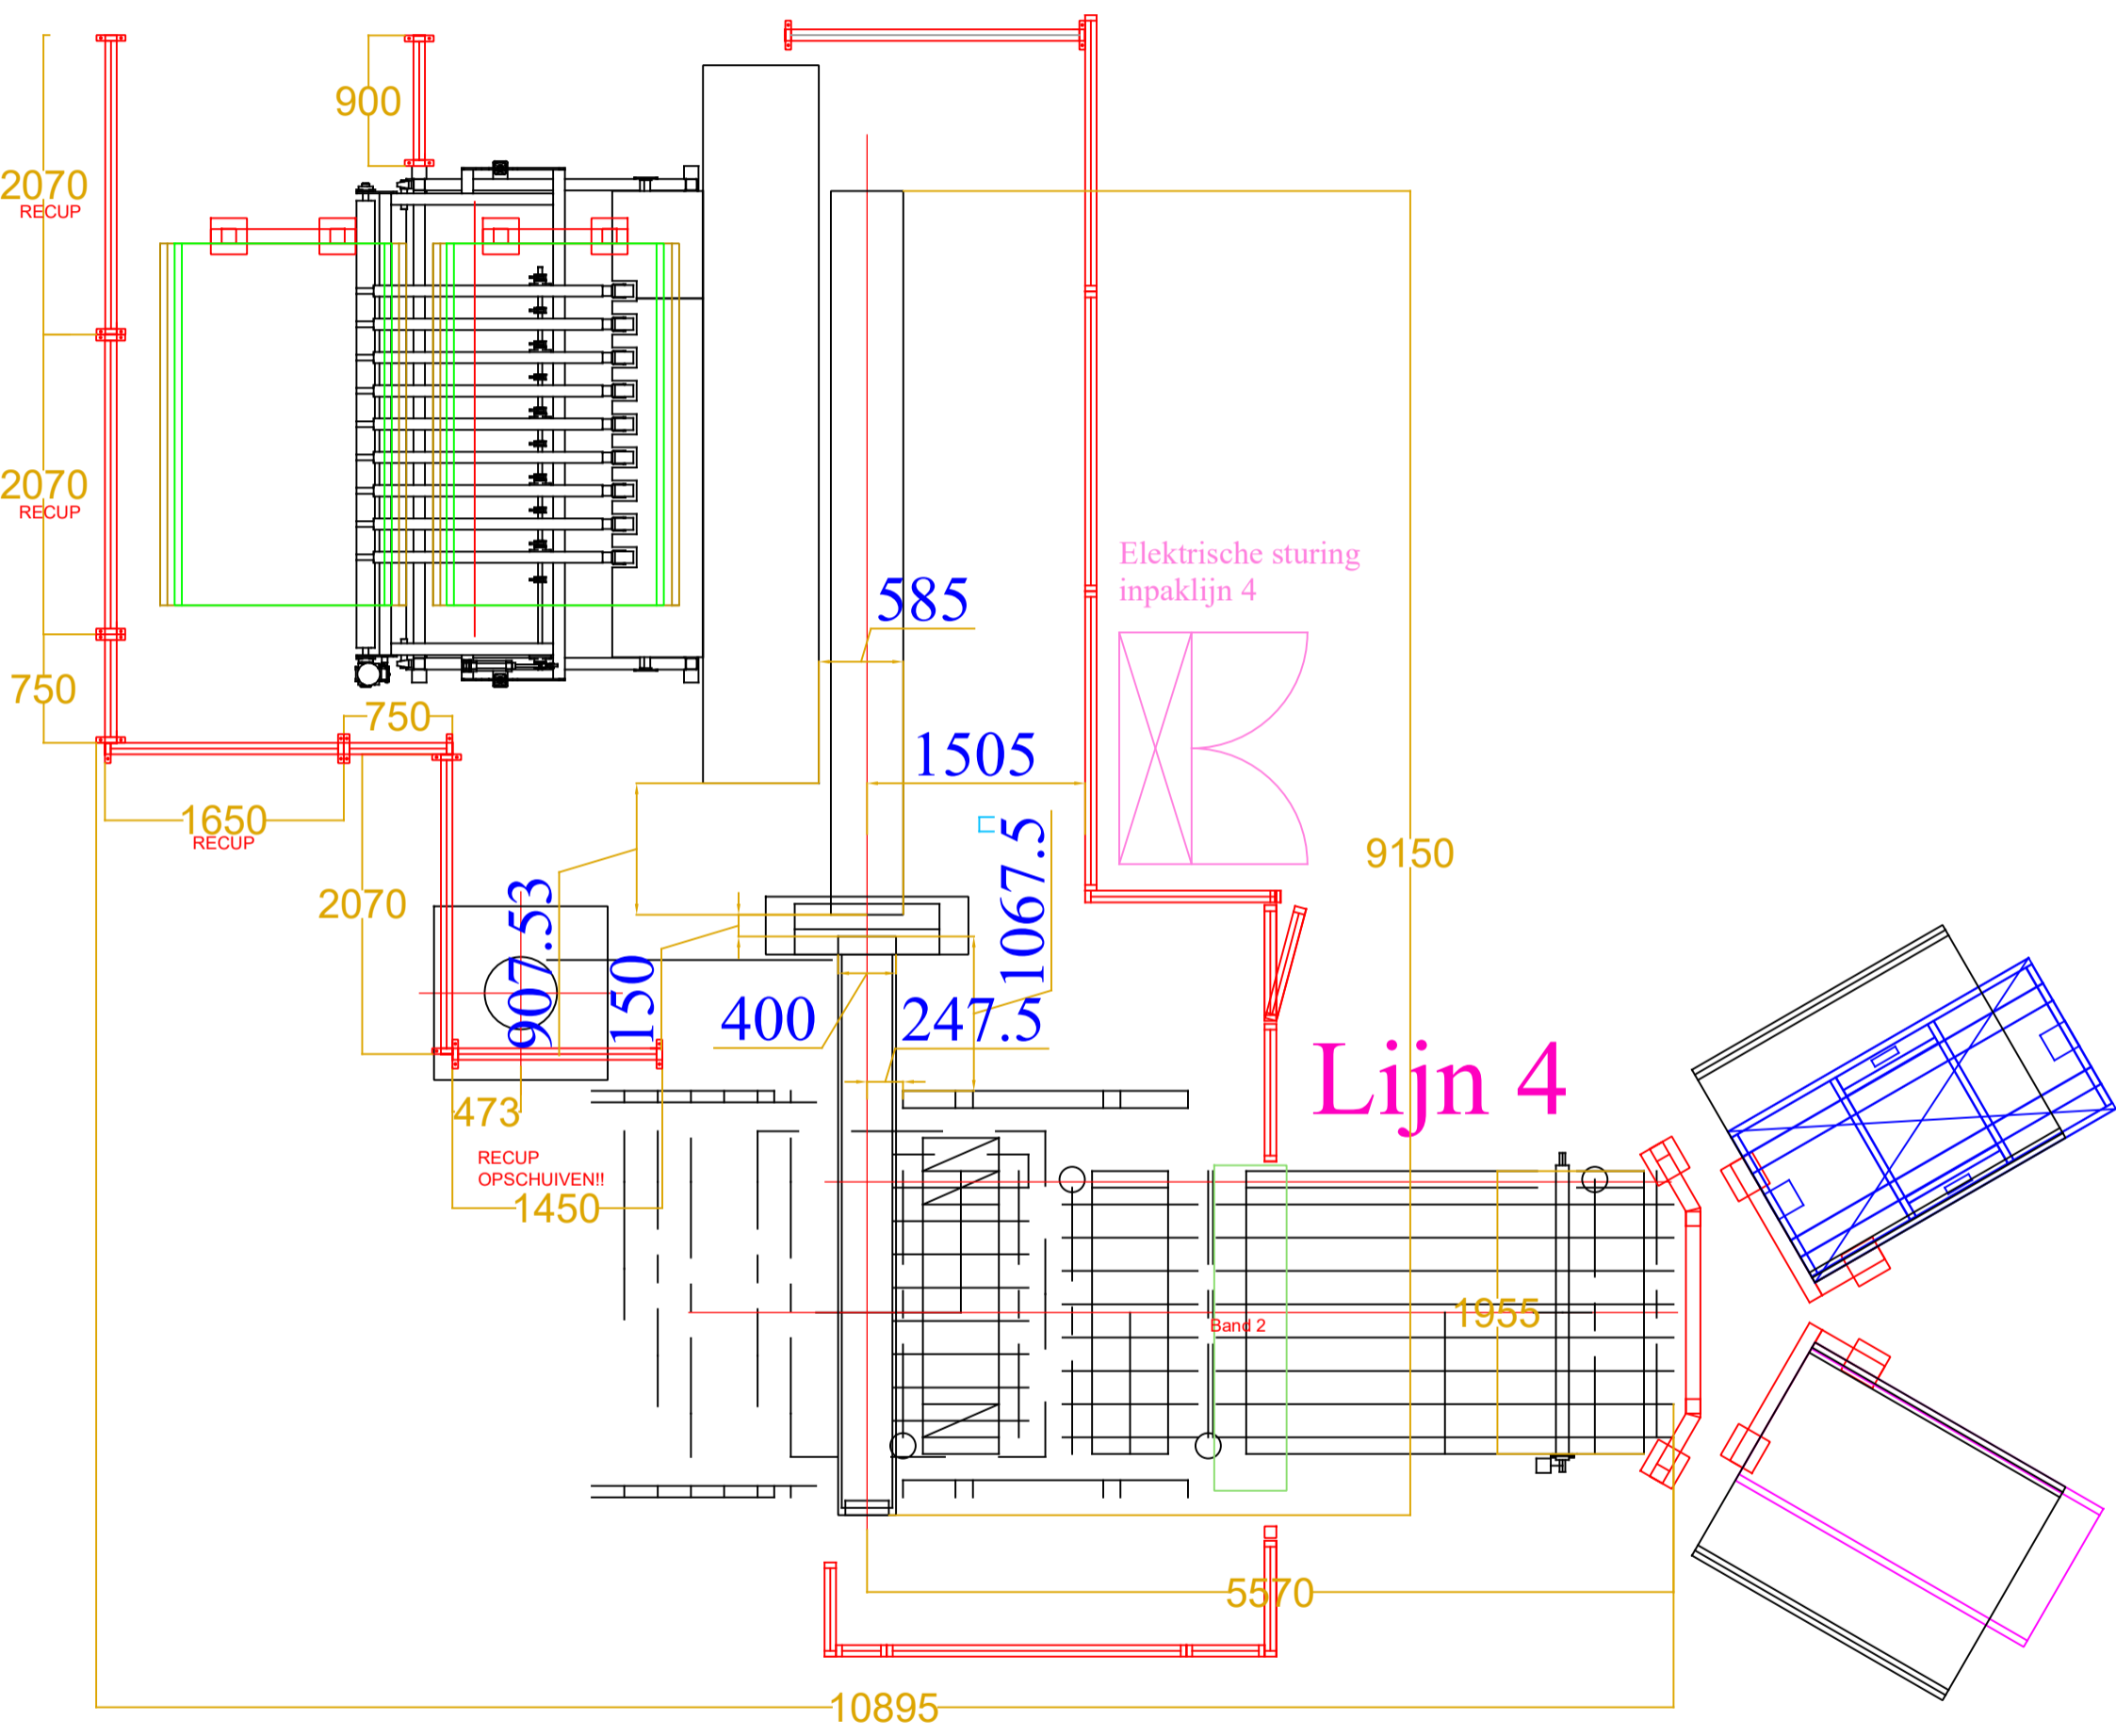 900
2070
RECUP
2070
RECUP
Elektrische sturing
inpaklijn 4
585
750
750
1505
1650
RECUP
9150
2070
907.53
150
1067.5
400
247.5
Lijn 4
473
RECUP
OPSCHUIVEN!!
1450
1955
Band 2
5570
10895